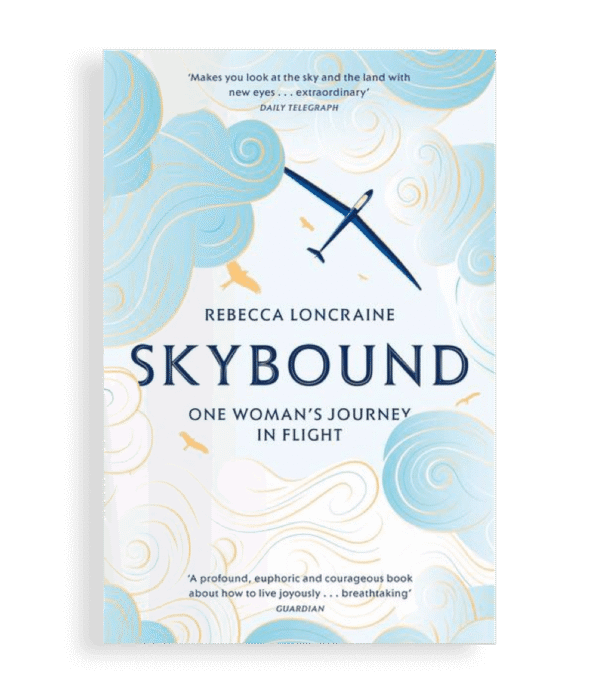 ‘Makes you look at the sky and the land with
new eyes . . . extraordinary’
DAILY TELEGRAPH
REBECCA LONCRAINE
SKYBOUND
ONE WOMAN’S JOURNEY
IN FLIGHT
‘A profound, euphoric and courageous book
about how to live joyously . . . breathtaking’
GUARDIAN